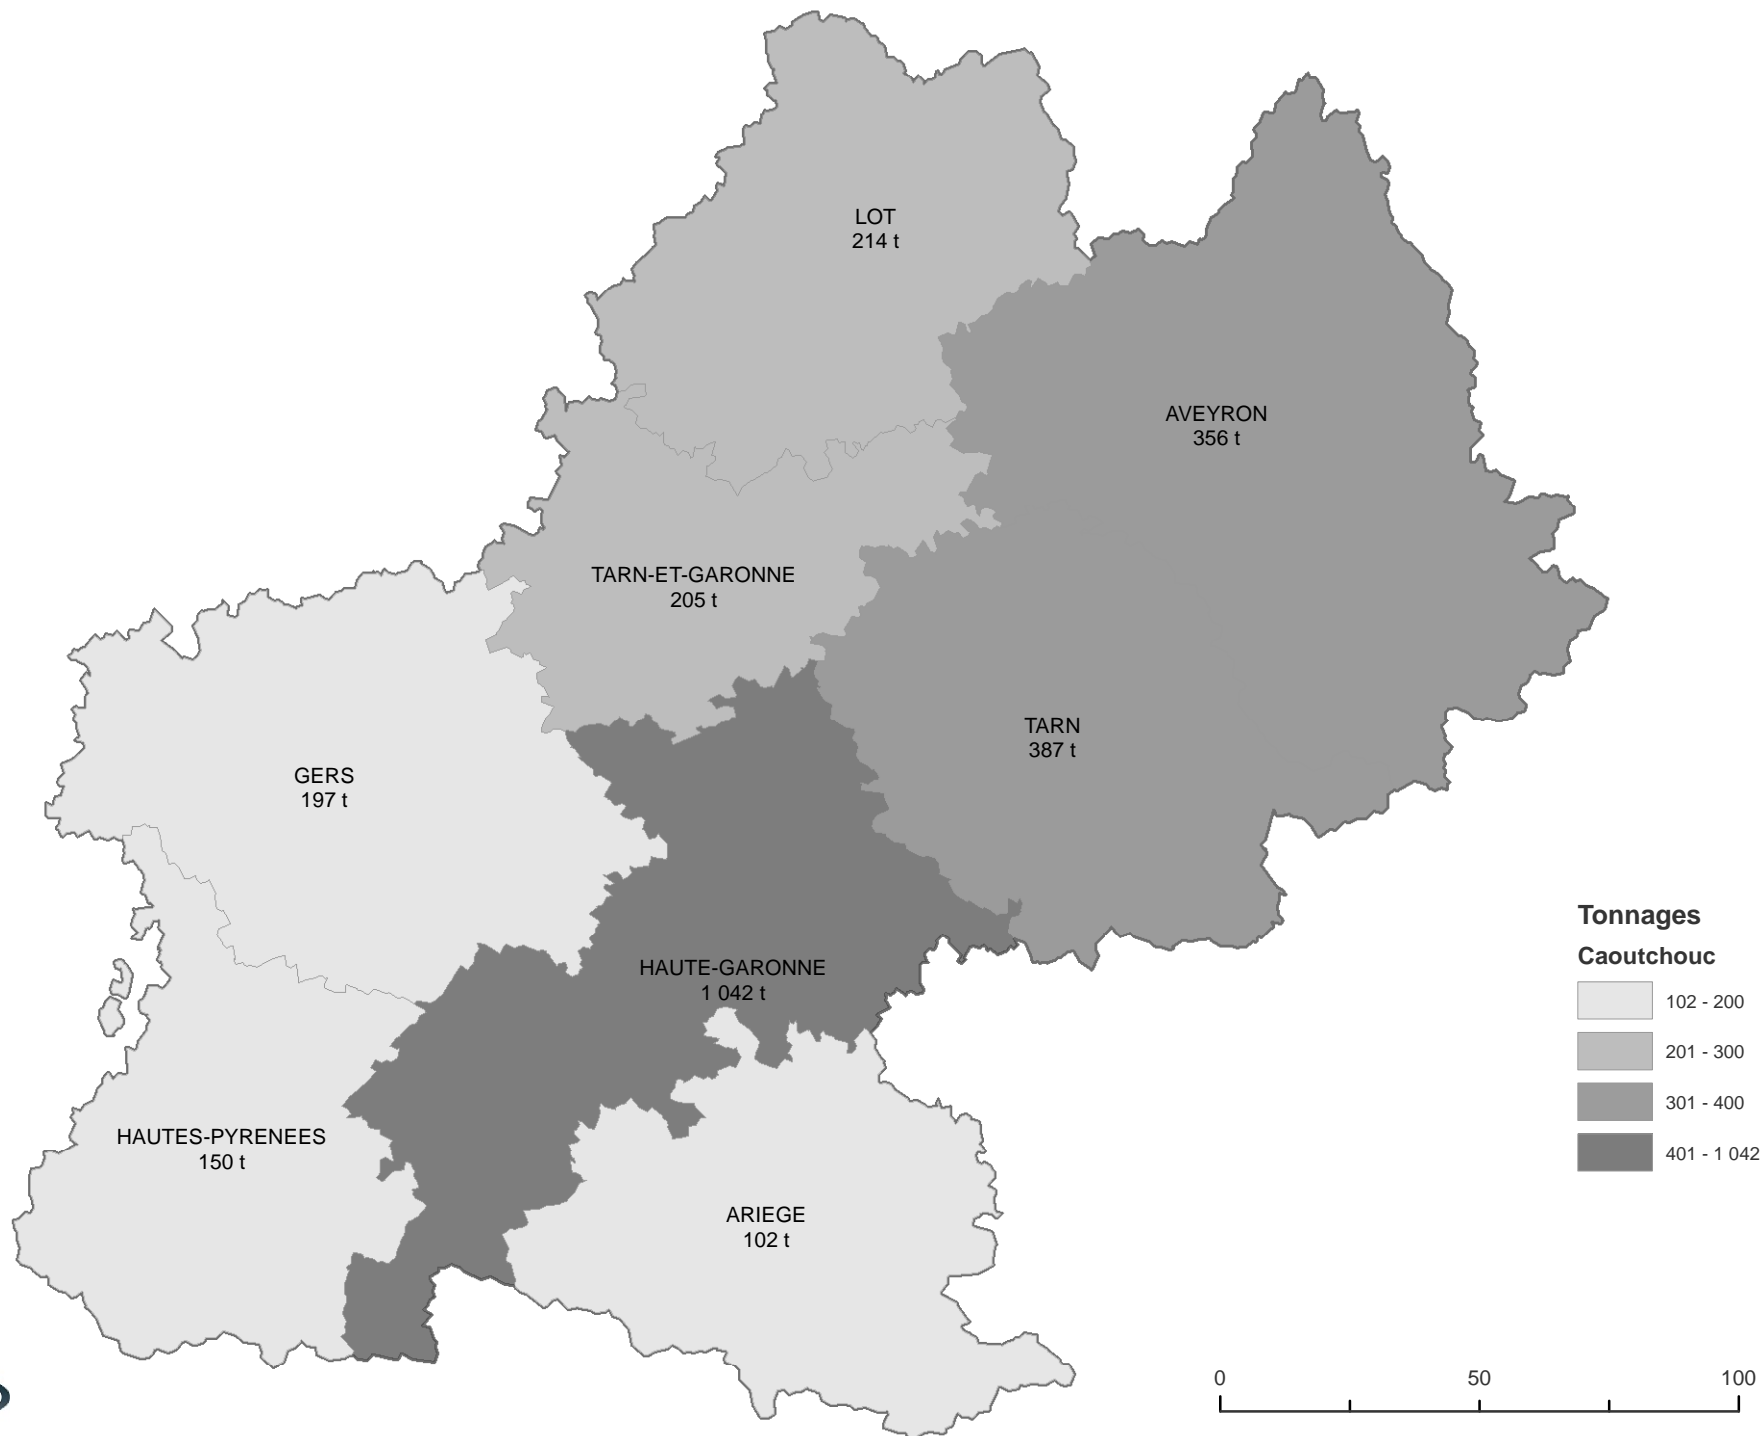 LOT
214 t
AVEYRON
356 t
TARN-ET-GARONNE
205 t
TARN
387 t
GERS
197 t
HAUTE-GARONNE
1 042 t
HAUTES-PYRENEES
150 t
ARIEGE
102 t
Tonnages
Caoutchouc
102 - 200
201 - 300
301 - 400
401 - 1 042
0 50 100